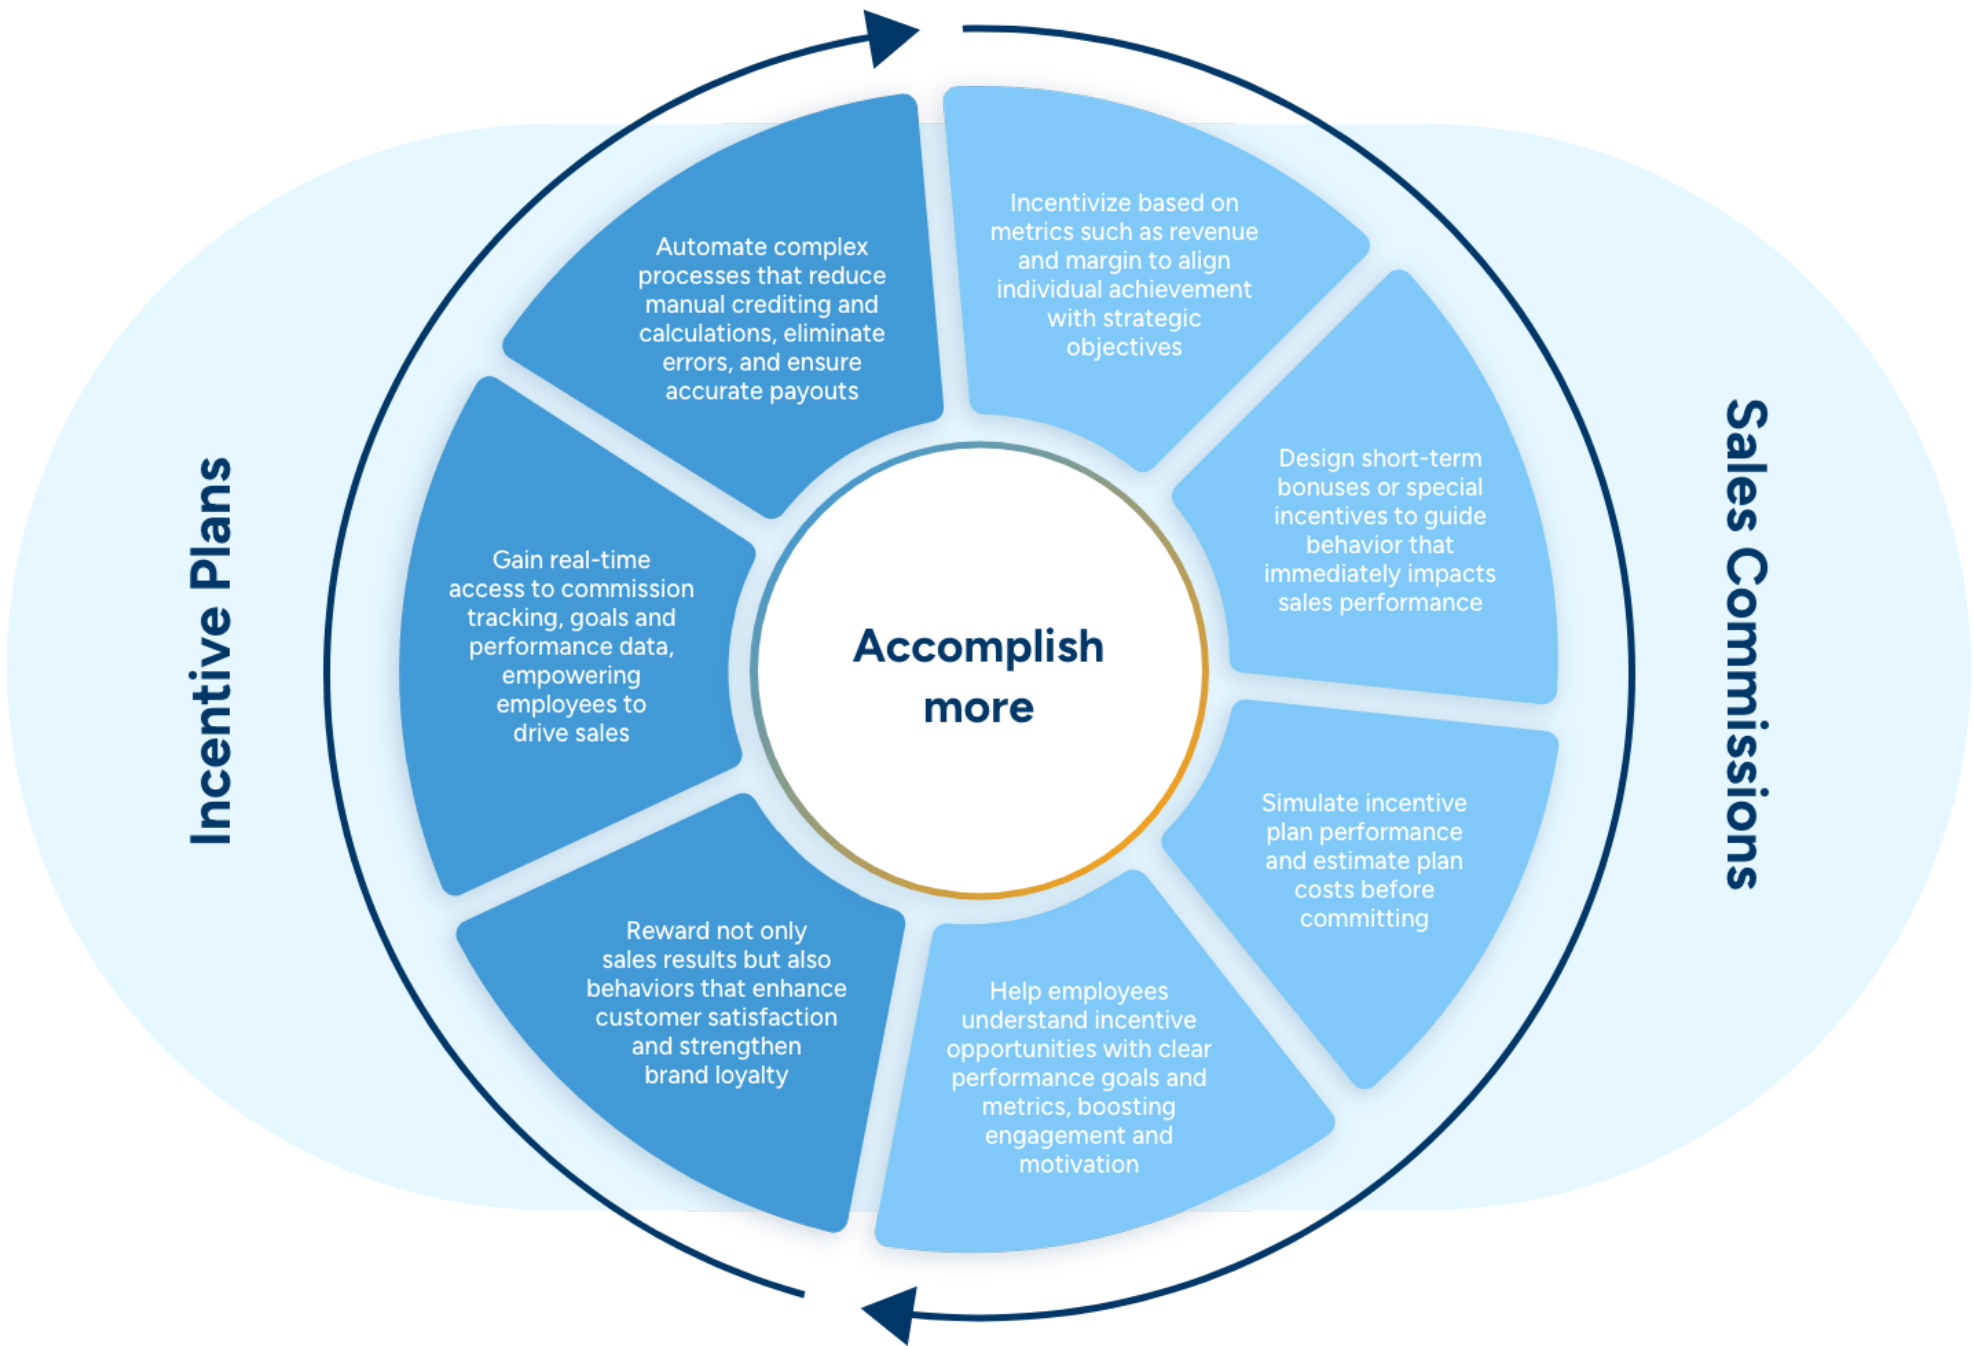 Incentive Plans
Automate complex
processes that reduce
manual crediting and
calculations, eliminate
errors, and ensure
accurate payouts
Incentivize based on
metrics such as revenue
and margin to align
individual achievement
with strategic
objectives
Design short-term
bonuses or special
incentives to guide
behavior that
immediately impacts
sales performance
Simulate incentive
plan performance
and estimate plan
costs before
committing
Help employees
understand incentive
opportunities with clear
performance goals and
metrics, boosting
engagement and
motivation
Reward not only
sales results but also
behaviors that enhance
customer satisfaction
and strengthen
brand loyalty
Gain real-time
access to commission
tracking, goals and
performance data,
empowering
employees to
drive sales
Accomplish
more
Sales Commissions